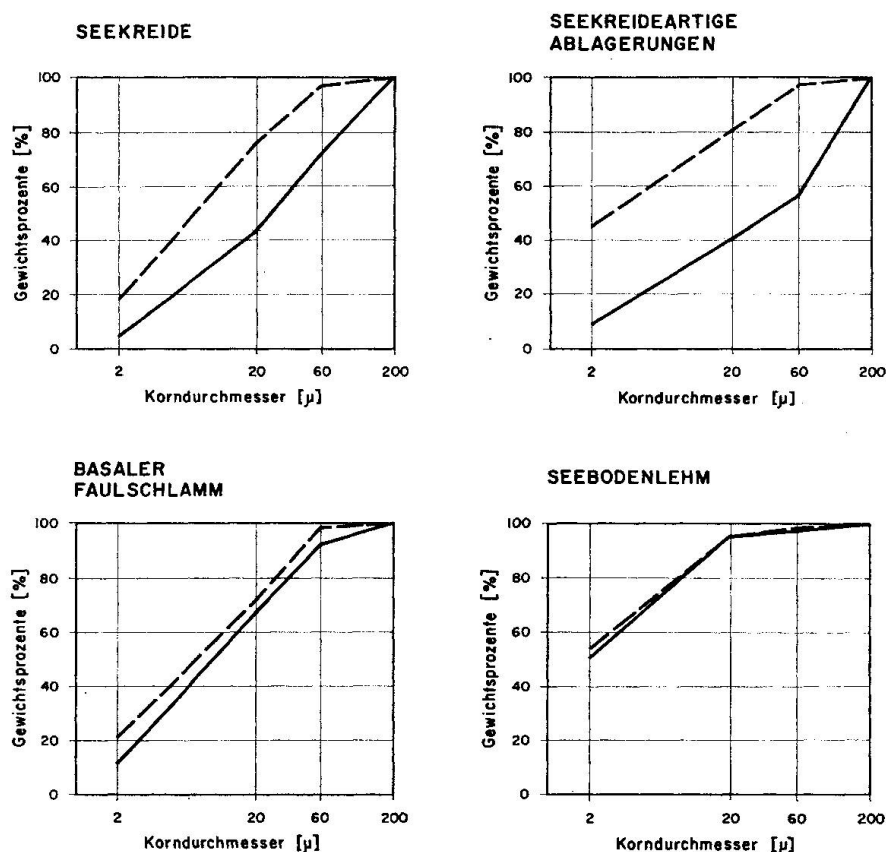 SEEKREIDE
100
80
60
40
20
0
Gewichtsprozente [%]
2 20 60 200
Korndurchmesser [µ]
SEEKREIDEARTIGE
ABLAGERUNGEN
100
80
60
40
20
0
Gewichtsprozente [%]
2 20 60 200
Korndurchmesser [µ]
BASALER
FAULSCHLAMM
100
80
60
40
20
0
Gewichtsprozente [%]
2 20 60 200
Korndurchmesser [µ]
SEEBODENLEHM
100
80
60
40
20
0
Gewichtsprozente [%]
2 20 60 200
Korndurchmesser [µ]